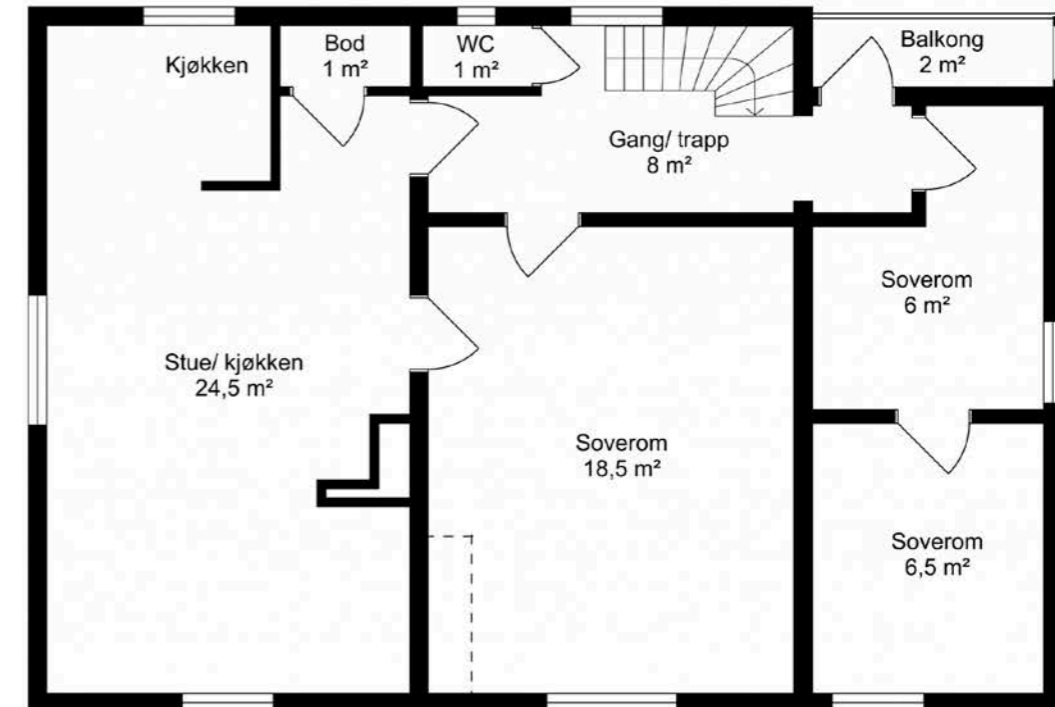 Kjøkken
Bod
1 m²
WC
1 m²
Balkong
2 m²
Gang/ trapp
8 m²
Soverom
6 m²
Stue/ kjøkken
24,5 m²
Soverom
18,5 m²
Soverom
6,5 m²